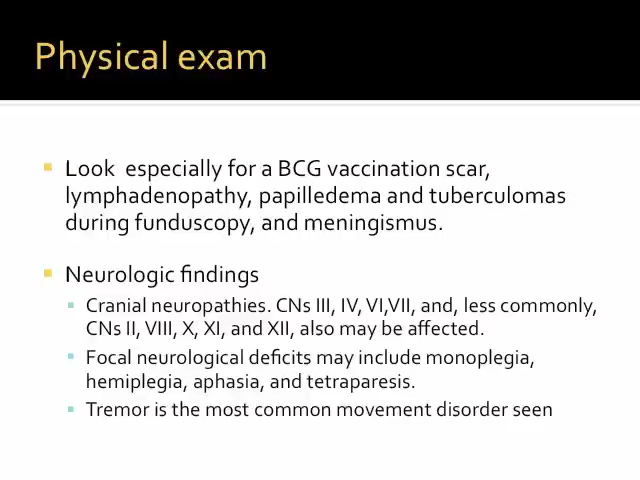 Physical exam
Look  especially for a BCG vaccination scar,
lymphadenopathy, papilledema and tuberculomas
during funduscopy, and meningismus.
Neurologic findings
Cranial neuropathies. CNs III, IV, VI,VII, and, less commonly,
CNs II, VIII, X, XI, and XII, also may be affected.
Focal neurological deficits may include monoplegia,
hemiplegia, aphasia, and tetraparesis.
Tremor is the most common movement disorder seen